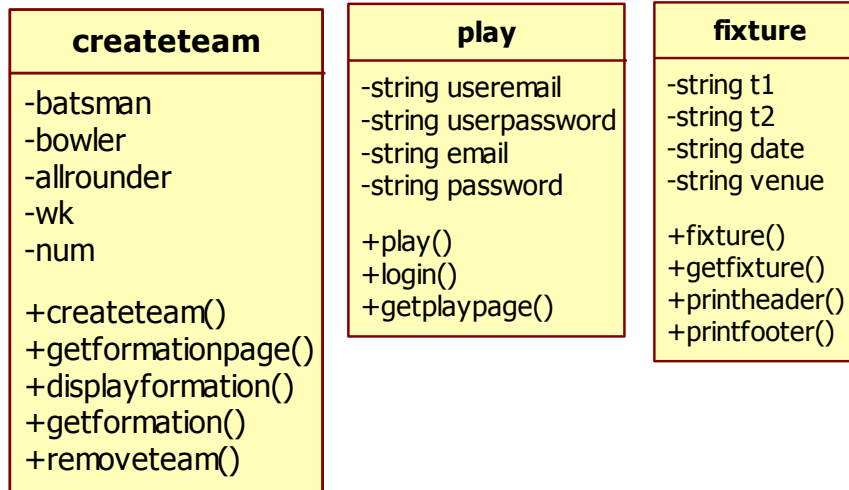 createteam
-batsman
-bowler
-allrounder
-wk
-num
+createteam()
+getformationpage()
+displayformation()
+getformation()
+removeteam()
play
-string useremail
-string userpassword
-string email
-string password
+play()
+login()
+getplaypage()
fixture
-string t1
-string t2
-string date
-string venue
+fixture()
+getfixture()
+printheader()
+printfooter()